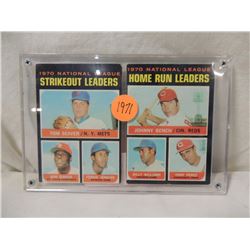 1970 NATIONAL LEAGUE
STRIKEOUT LEADERS
TOM SEAVER N.Y. METS
1971
1970 NATIONAL LEAGUE
HOME RUN LEADERS
JOHNNY BENCH CIN. REDS
BILLY WILLIAMS
TONY PEREZ